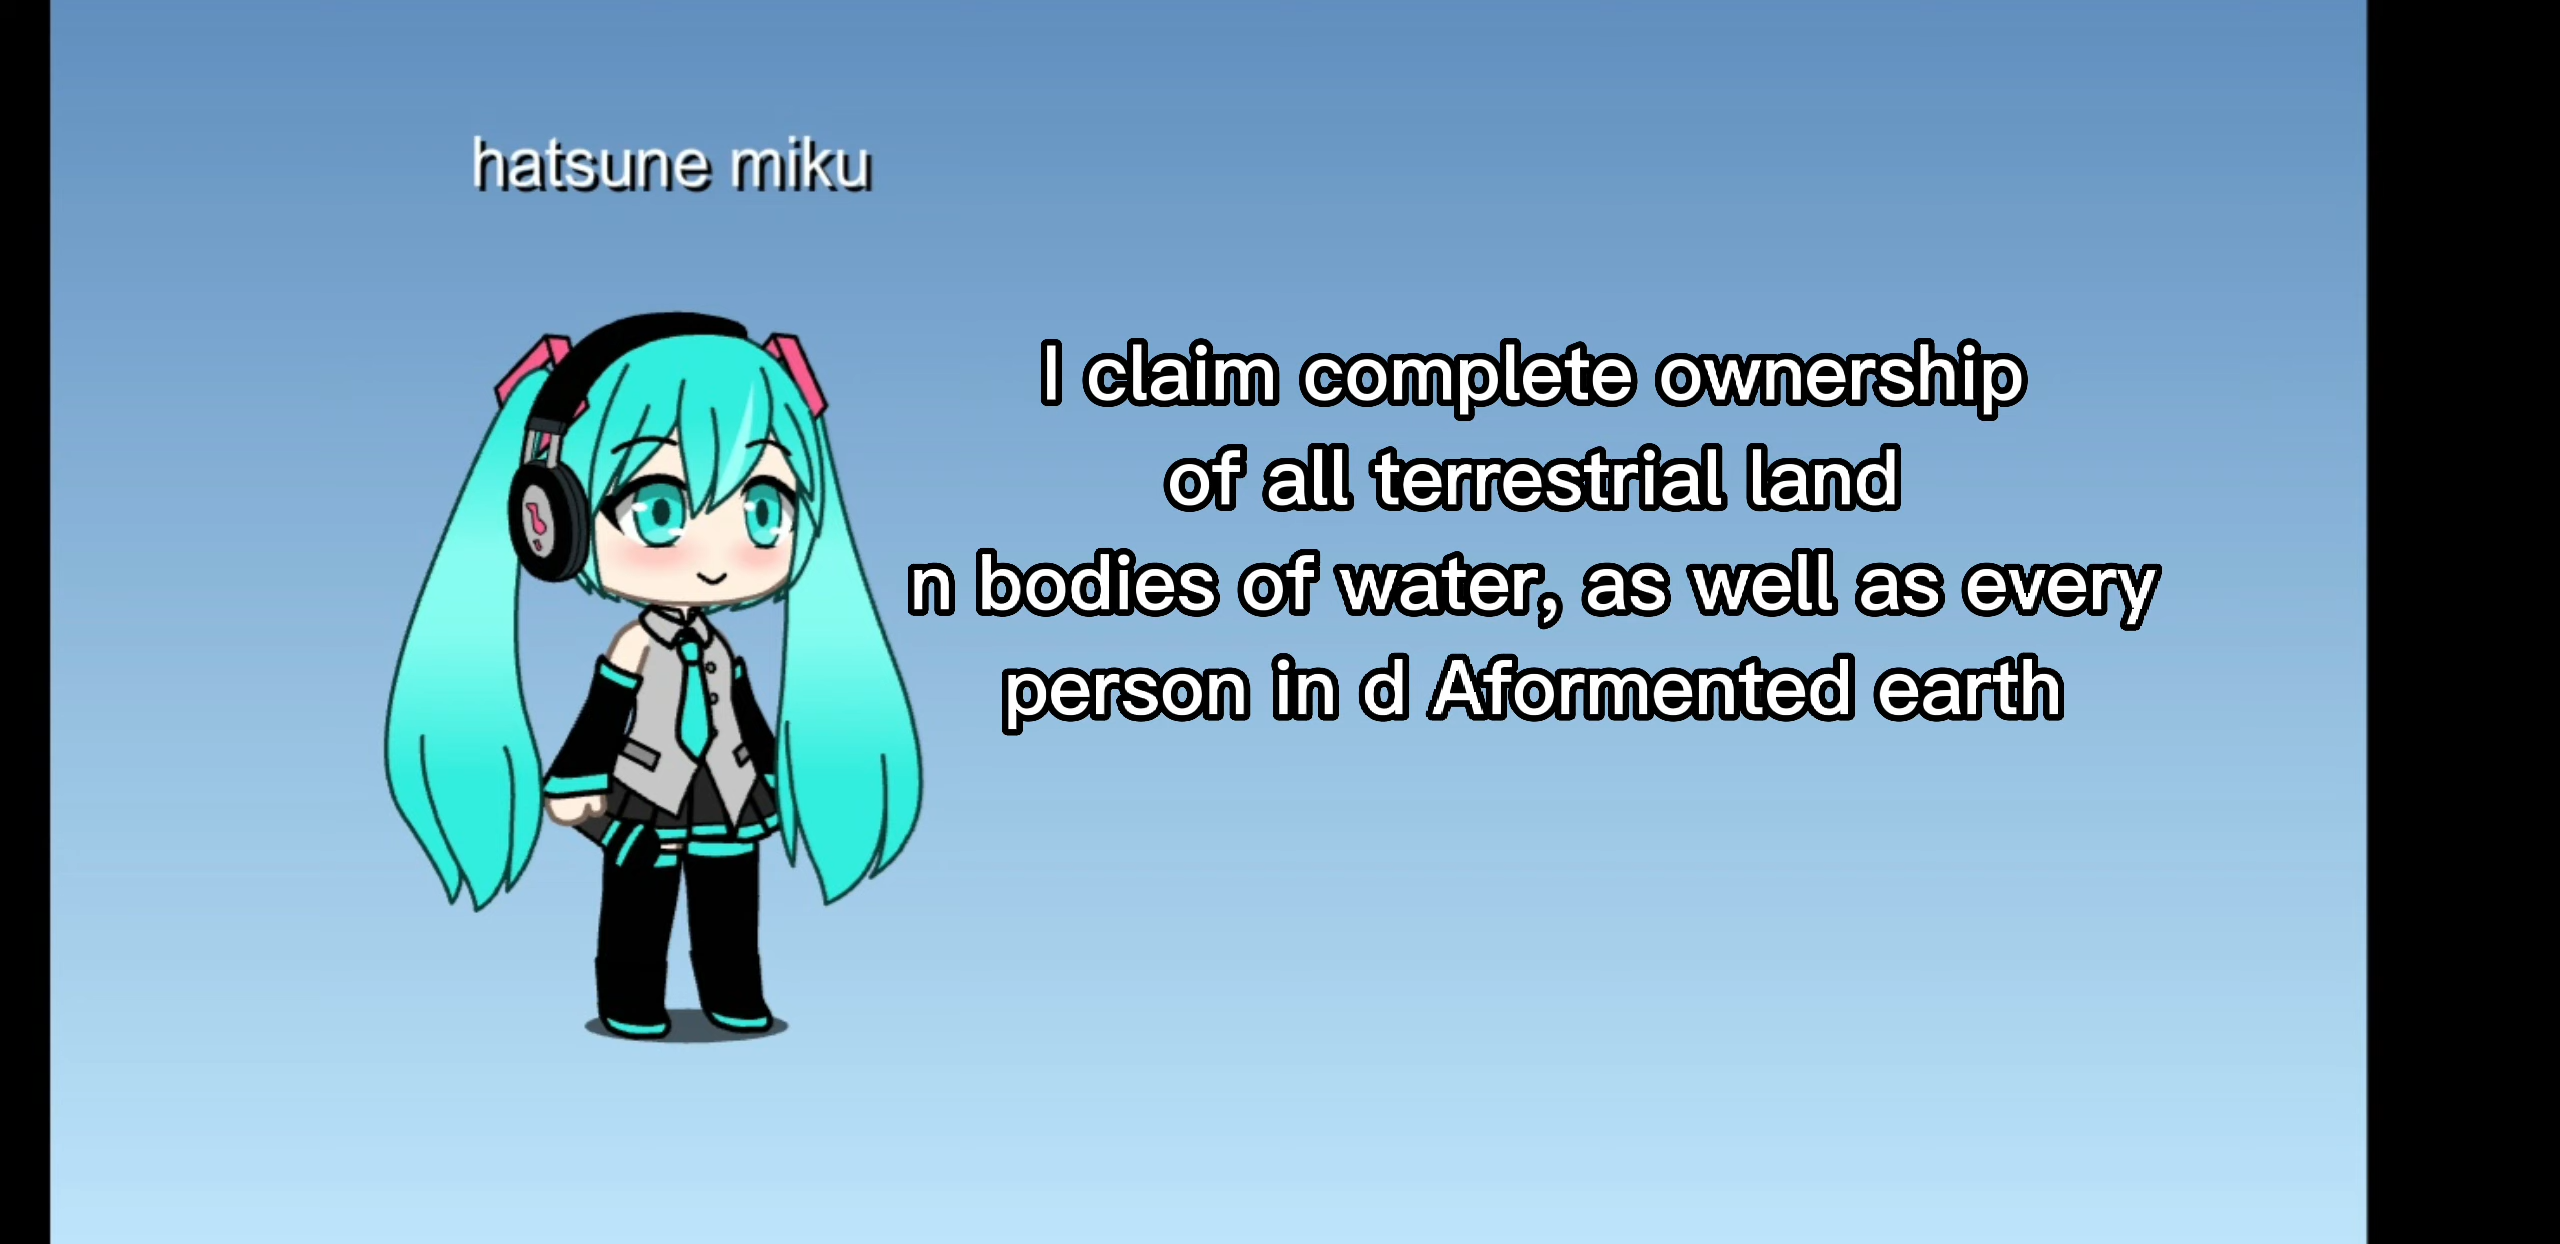 hatsune miku
I claim complete ownership
of all terrestrial land
n bodies of water, as well as every
person in d Aformented earth